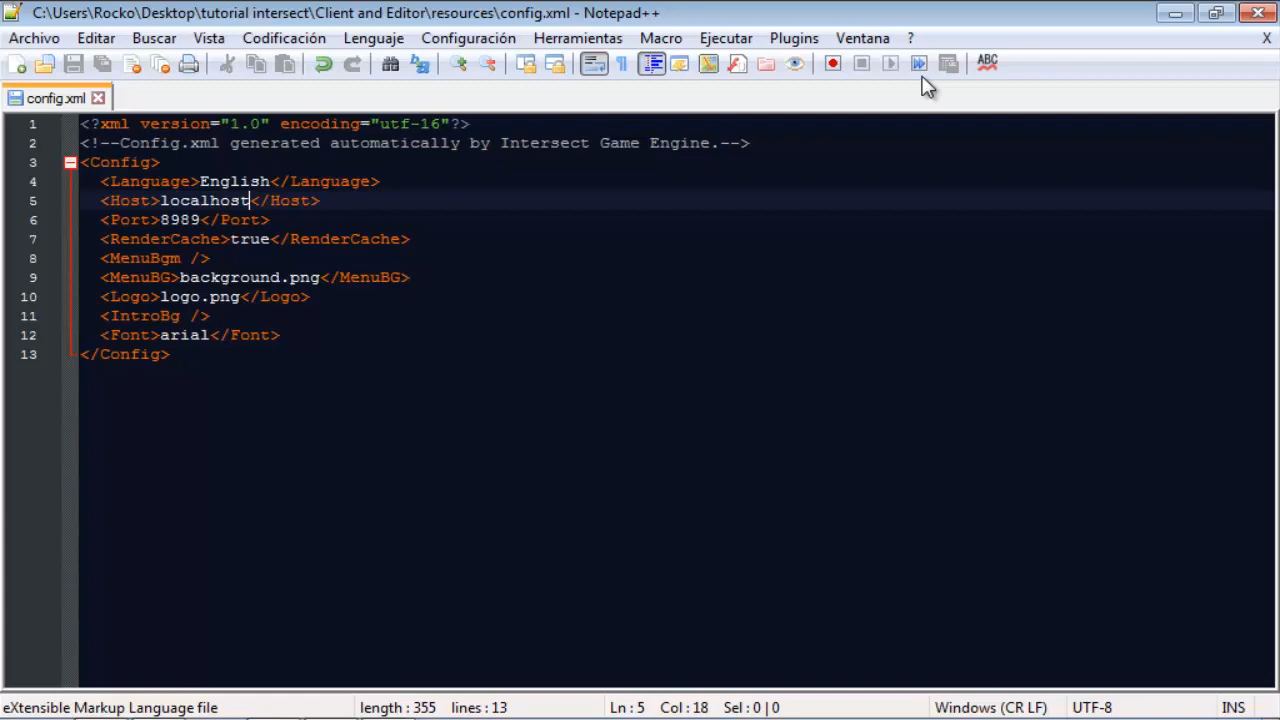 C:\Users\Rocko\Desktop\tutorial intersect\Client and Editor\resources\config.xml - Notepad++
Archivo Editar Buscar Vista Codificación Lenguaje Configuración Herramientas Macro Ejecutar Plugins Ventana ? X
ABC
config.xml
1 <?xml version="1.0" encoding="utf-16"?>
2 <!--Config.xml generated automatically by Intersect Game Engine.-->
3 <Config>
4 <Language>English</Language>
5 <Host>localhost</Host>
6 <Port>8989</Port>
7 <RenderCache>true</RenderCache>
8 <MenuBgm />
9 <MenuBG>background.png</MenuBG>
10 <Logo>logo.png</Logo>
11 <IntroBg />
12 <Font>arial</Font>
13 </Config>
eXtensible Markup Language file length : 355 lines : 13 Ln : 5 Col : 18 Sel : 0 | 0 Windows (CR LF) UTF-8 INS